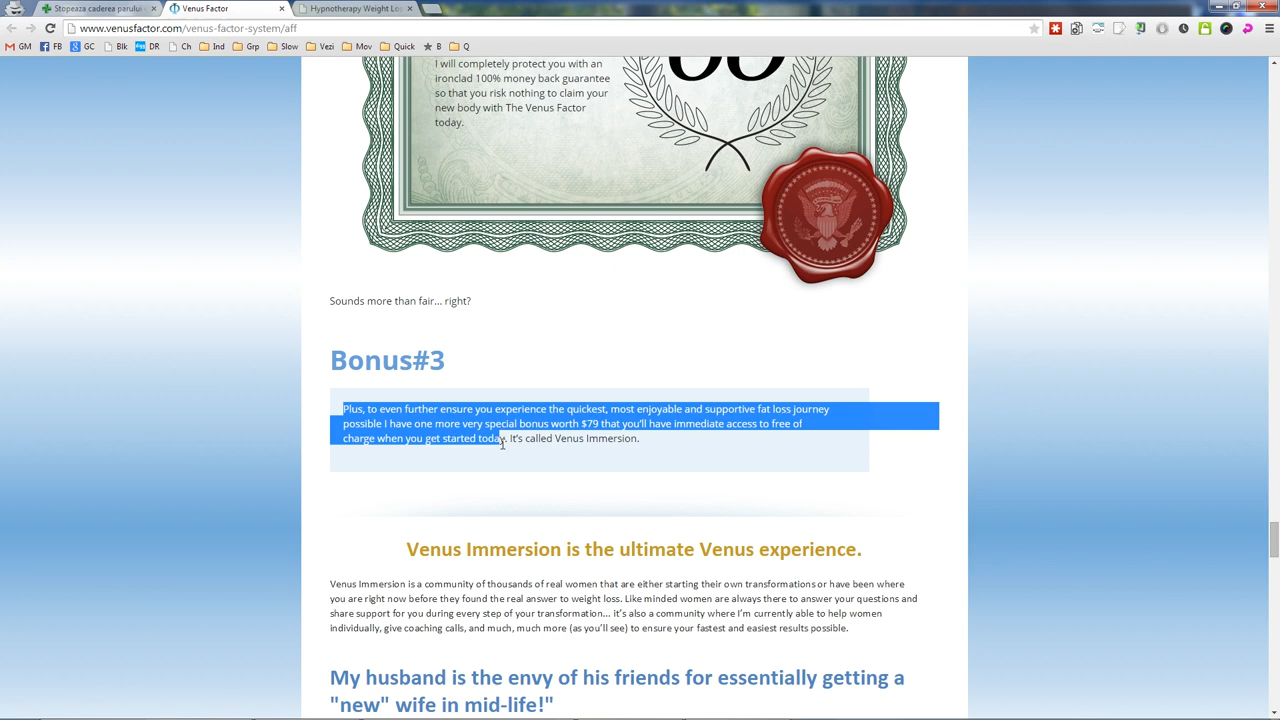 Stopeaza caderea parului
Venus Factor
Hypnotherapy Weight Los
www.venusfactor.com/venus-factor-system/aff
GM FB GC Blk DR Ch Ind Grp Slow Vezi Mov Quick B Q
I will completely protect you with an
ironclad 100% money back guarantee
so that you risk nothing to claim your
new body with The Venus Factor
today.
Sounds more than fair... right?
Bonus#3
Plus, to even further ensure you experience the quickest, most enjoyable and supportive fat loss journey
possible I have one more very special bonus worth $79 that you'll have immediate access to free of
charge when you get started today. It's called Venus Immersion.
Venus Immersion is the ultimate Venus experience.
Venus Immersion is a community of thousands of real women that are either starting their own transformations or have been where
you are right now before they found the real answer to weight loss. Like minded women are always there to answer your questions and
share support for you during every step of your transformation... it's also a community where I'm currently able to help women
individually, give coaching calls, and much, much more (as you'll see) to ensure your fastest and easiest results possible.
My husband is the envy of his friends for essentially getting a
"new" wife in mid-life!"